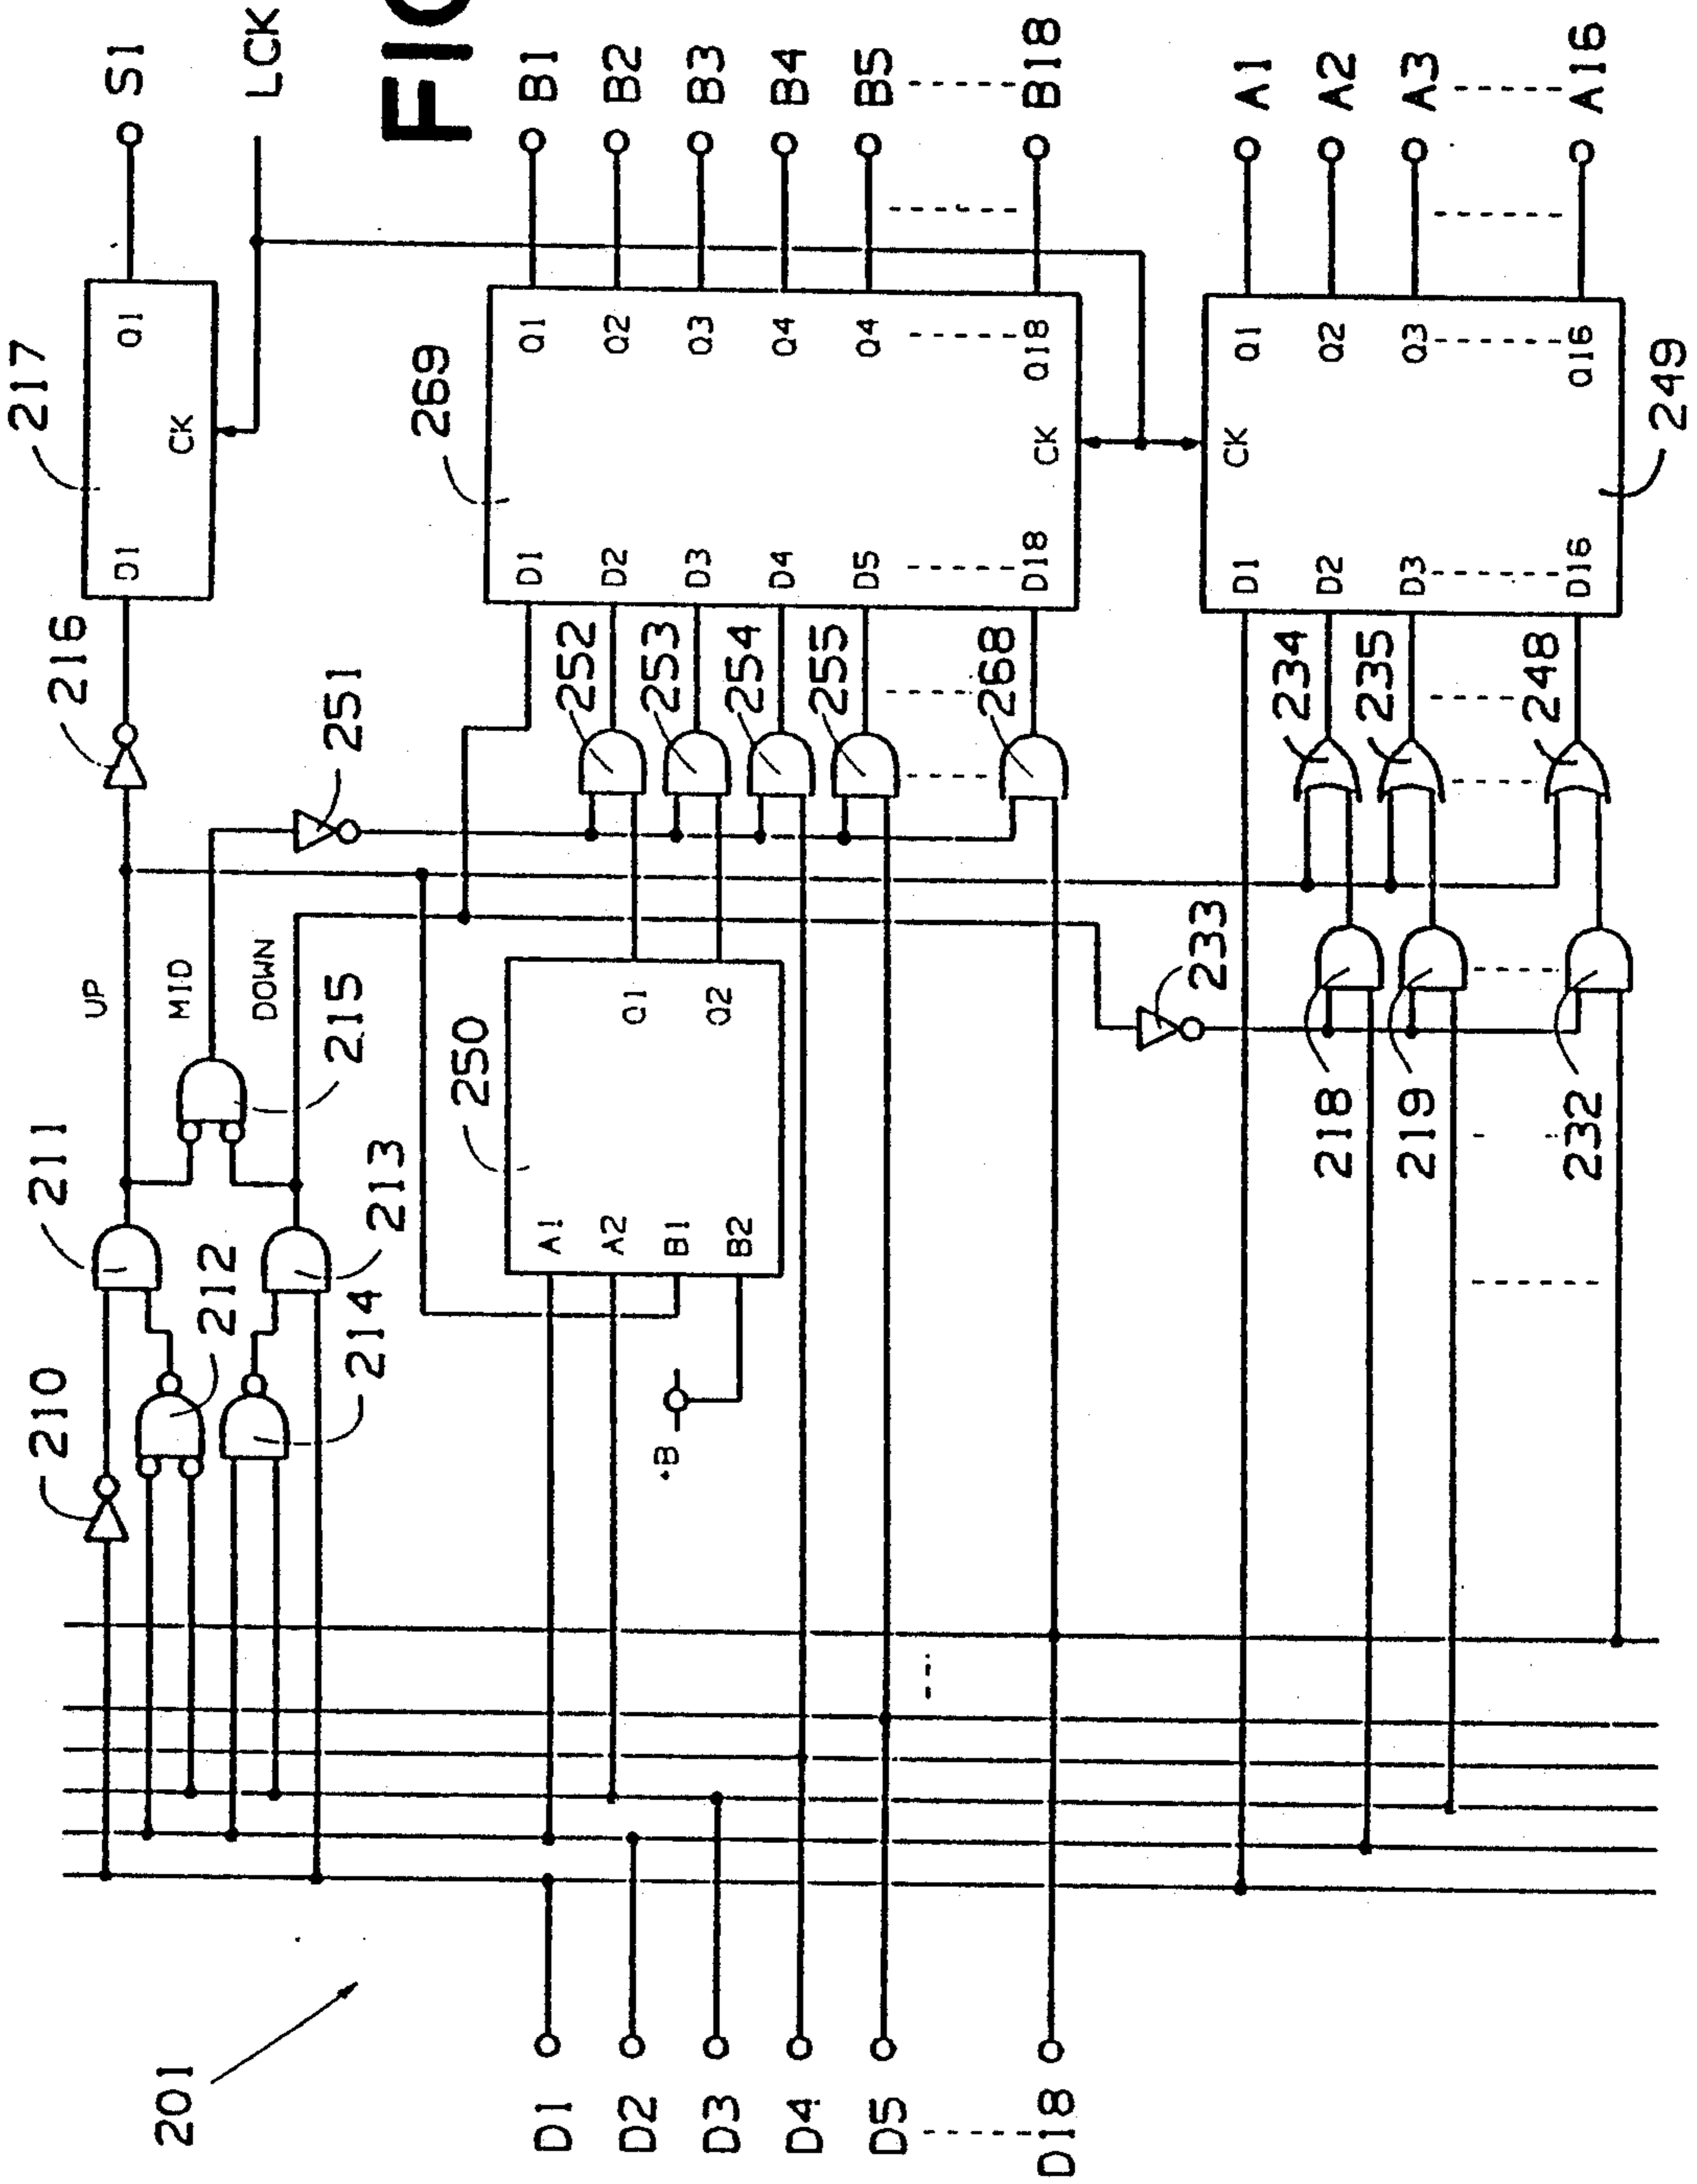 201
D1
D2
D3
D4
D5
D18
210
212
214
211
213
215
UP
MID
DOWN
216
251
217
D1
Q1
CK
S1
LCK
FIG
250
A1
A2
B1
B2
Q1
Q2
+B
252
253
254
255
268
269
D1
D2
D3
D4
D5
D18
Q1
Q2
Q3
Q4
Q4
Q18
CK
B1
B2
B3
B4
B5
B18
233
218
219
232
234
235
248
249
D1
D2
D3
D16
Q1
Q2
Q3
Q16
CK
A1
A2
A3
A16